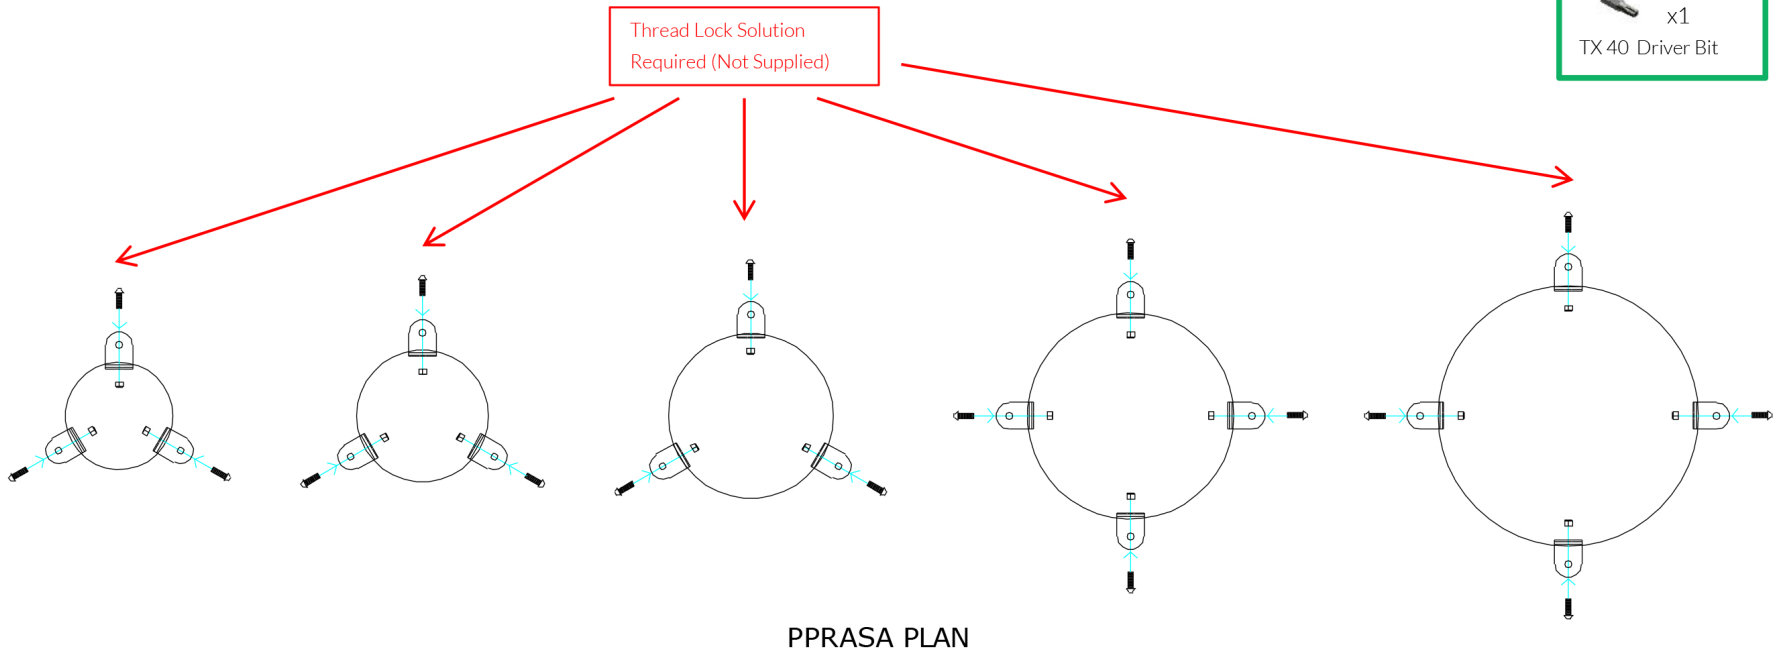 Thread Lock Solution
Required (Not Supplied)
x1
TX 40 Driver Bit
PPRASA PLAN